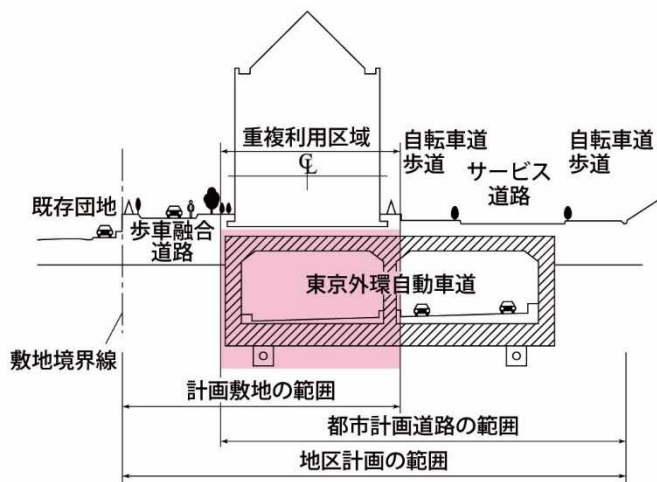 重複利用区域
℄
自転車道
歩道
サービス
道路
自転車道
歩道
既存団地
歩車融合
道路
東京外環自動車道
敷地境界線
計画敷地の範囲
都市計画道路の範囲
地区計画の範囲